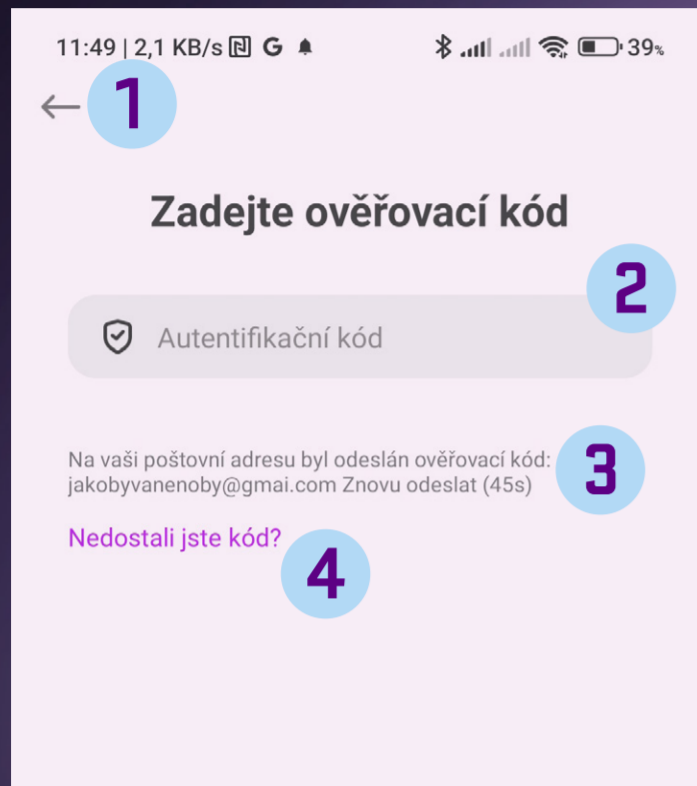 11:49 | 2,1 KB/s N G 39%
1
Zadejte ověřovací kód
2
Autentifikační kód
Na vaši poštovní adresu byl odeslán ověřovací kód:
jakobyvanenoby@gmai.com Znovu odeslat (45s)
3
Nedostali jste kód?
4